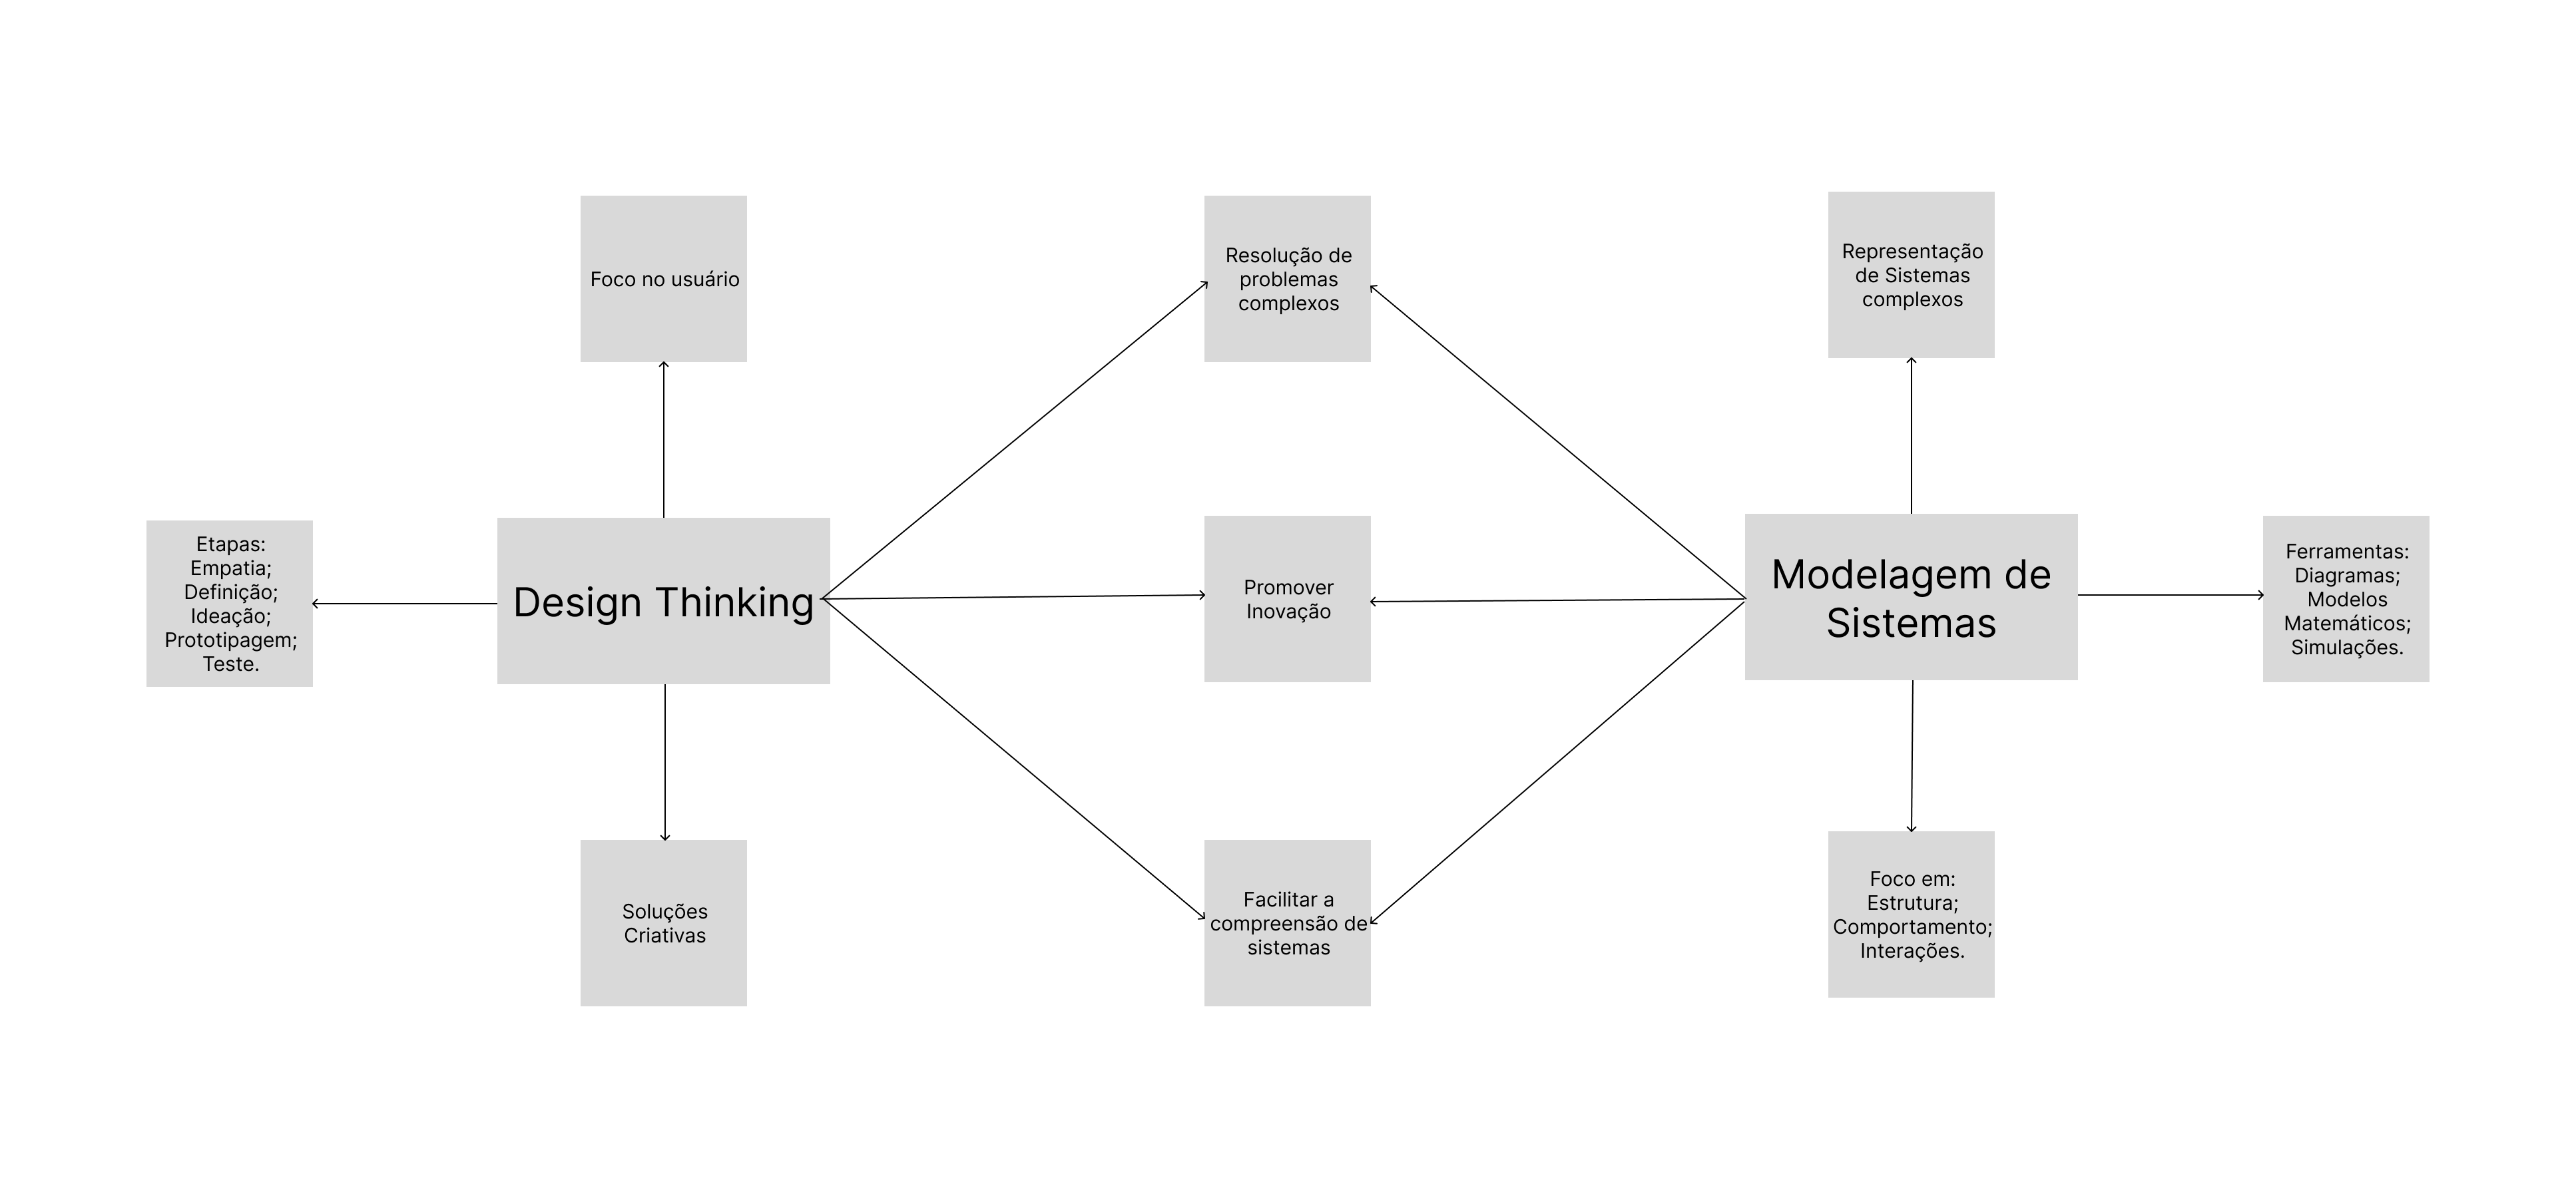 Foco no usuário
Resolução de
problemas
complexos
Representação
de Sistemas
complexos
Etapas:
Empatia;
Definição;
Ideação;
Prototipagem;
Teste.
Design Thinking
Promover
Inovação
Modelagem de
Sistemas
Ferramentas:
Diagramas;
Modelos
Matemáticos;
Simulações.
Soluções
Criativas
Facilitar a
compreensão de
sistemas
Foco em:
Estrutura;
Comportamento;
Interações.